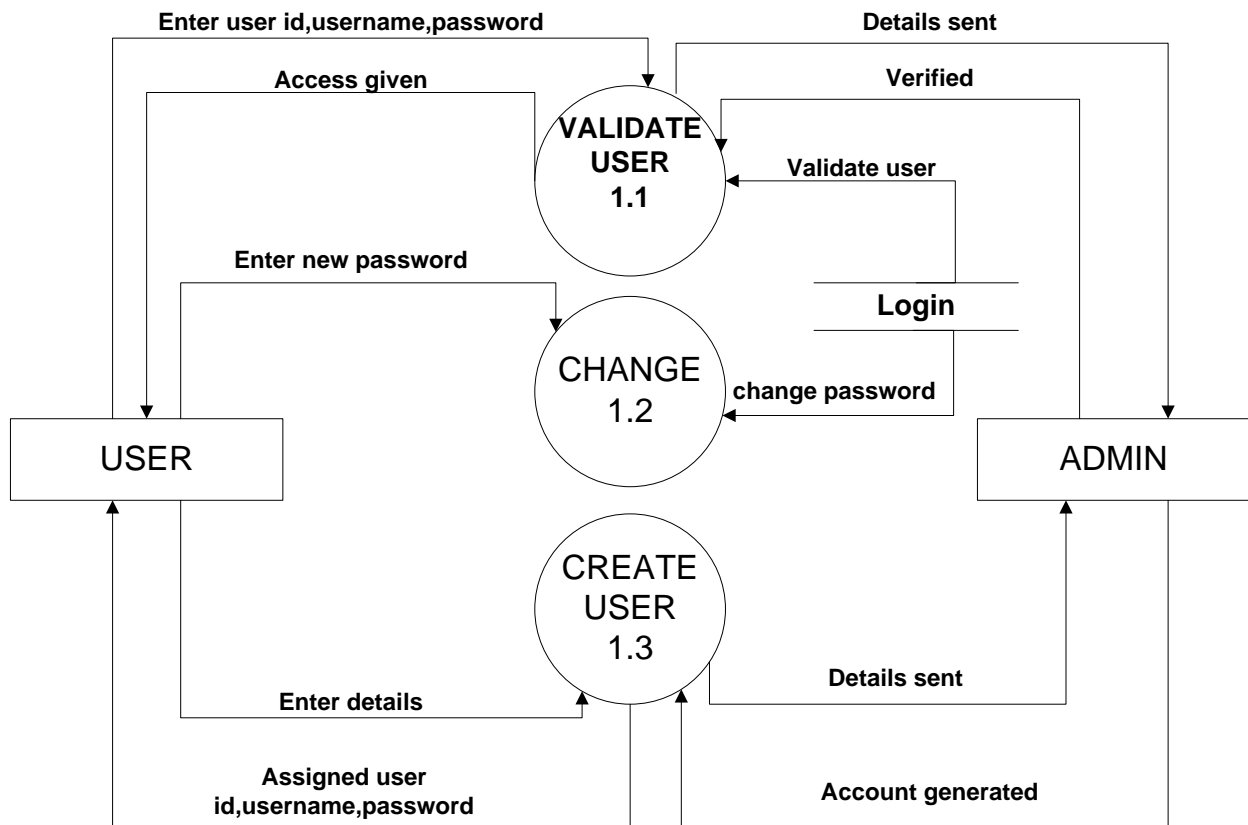 Enter user id,username,password
Details sent
Access given
Verified
VALIDATE
USER
1.1
Validate user
Enter new password
Login
CHANGE
1.2
change password
USER
ADMIN
CREATE
USER
1.3
Details sent
Enter details
Assigned user
id,username,password
Account generated